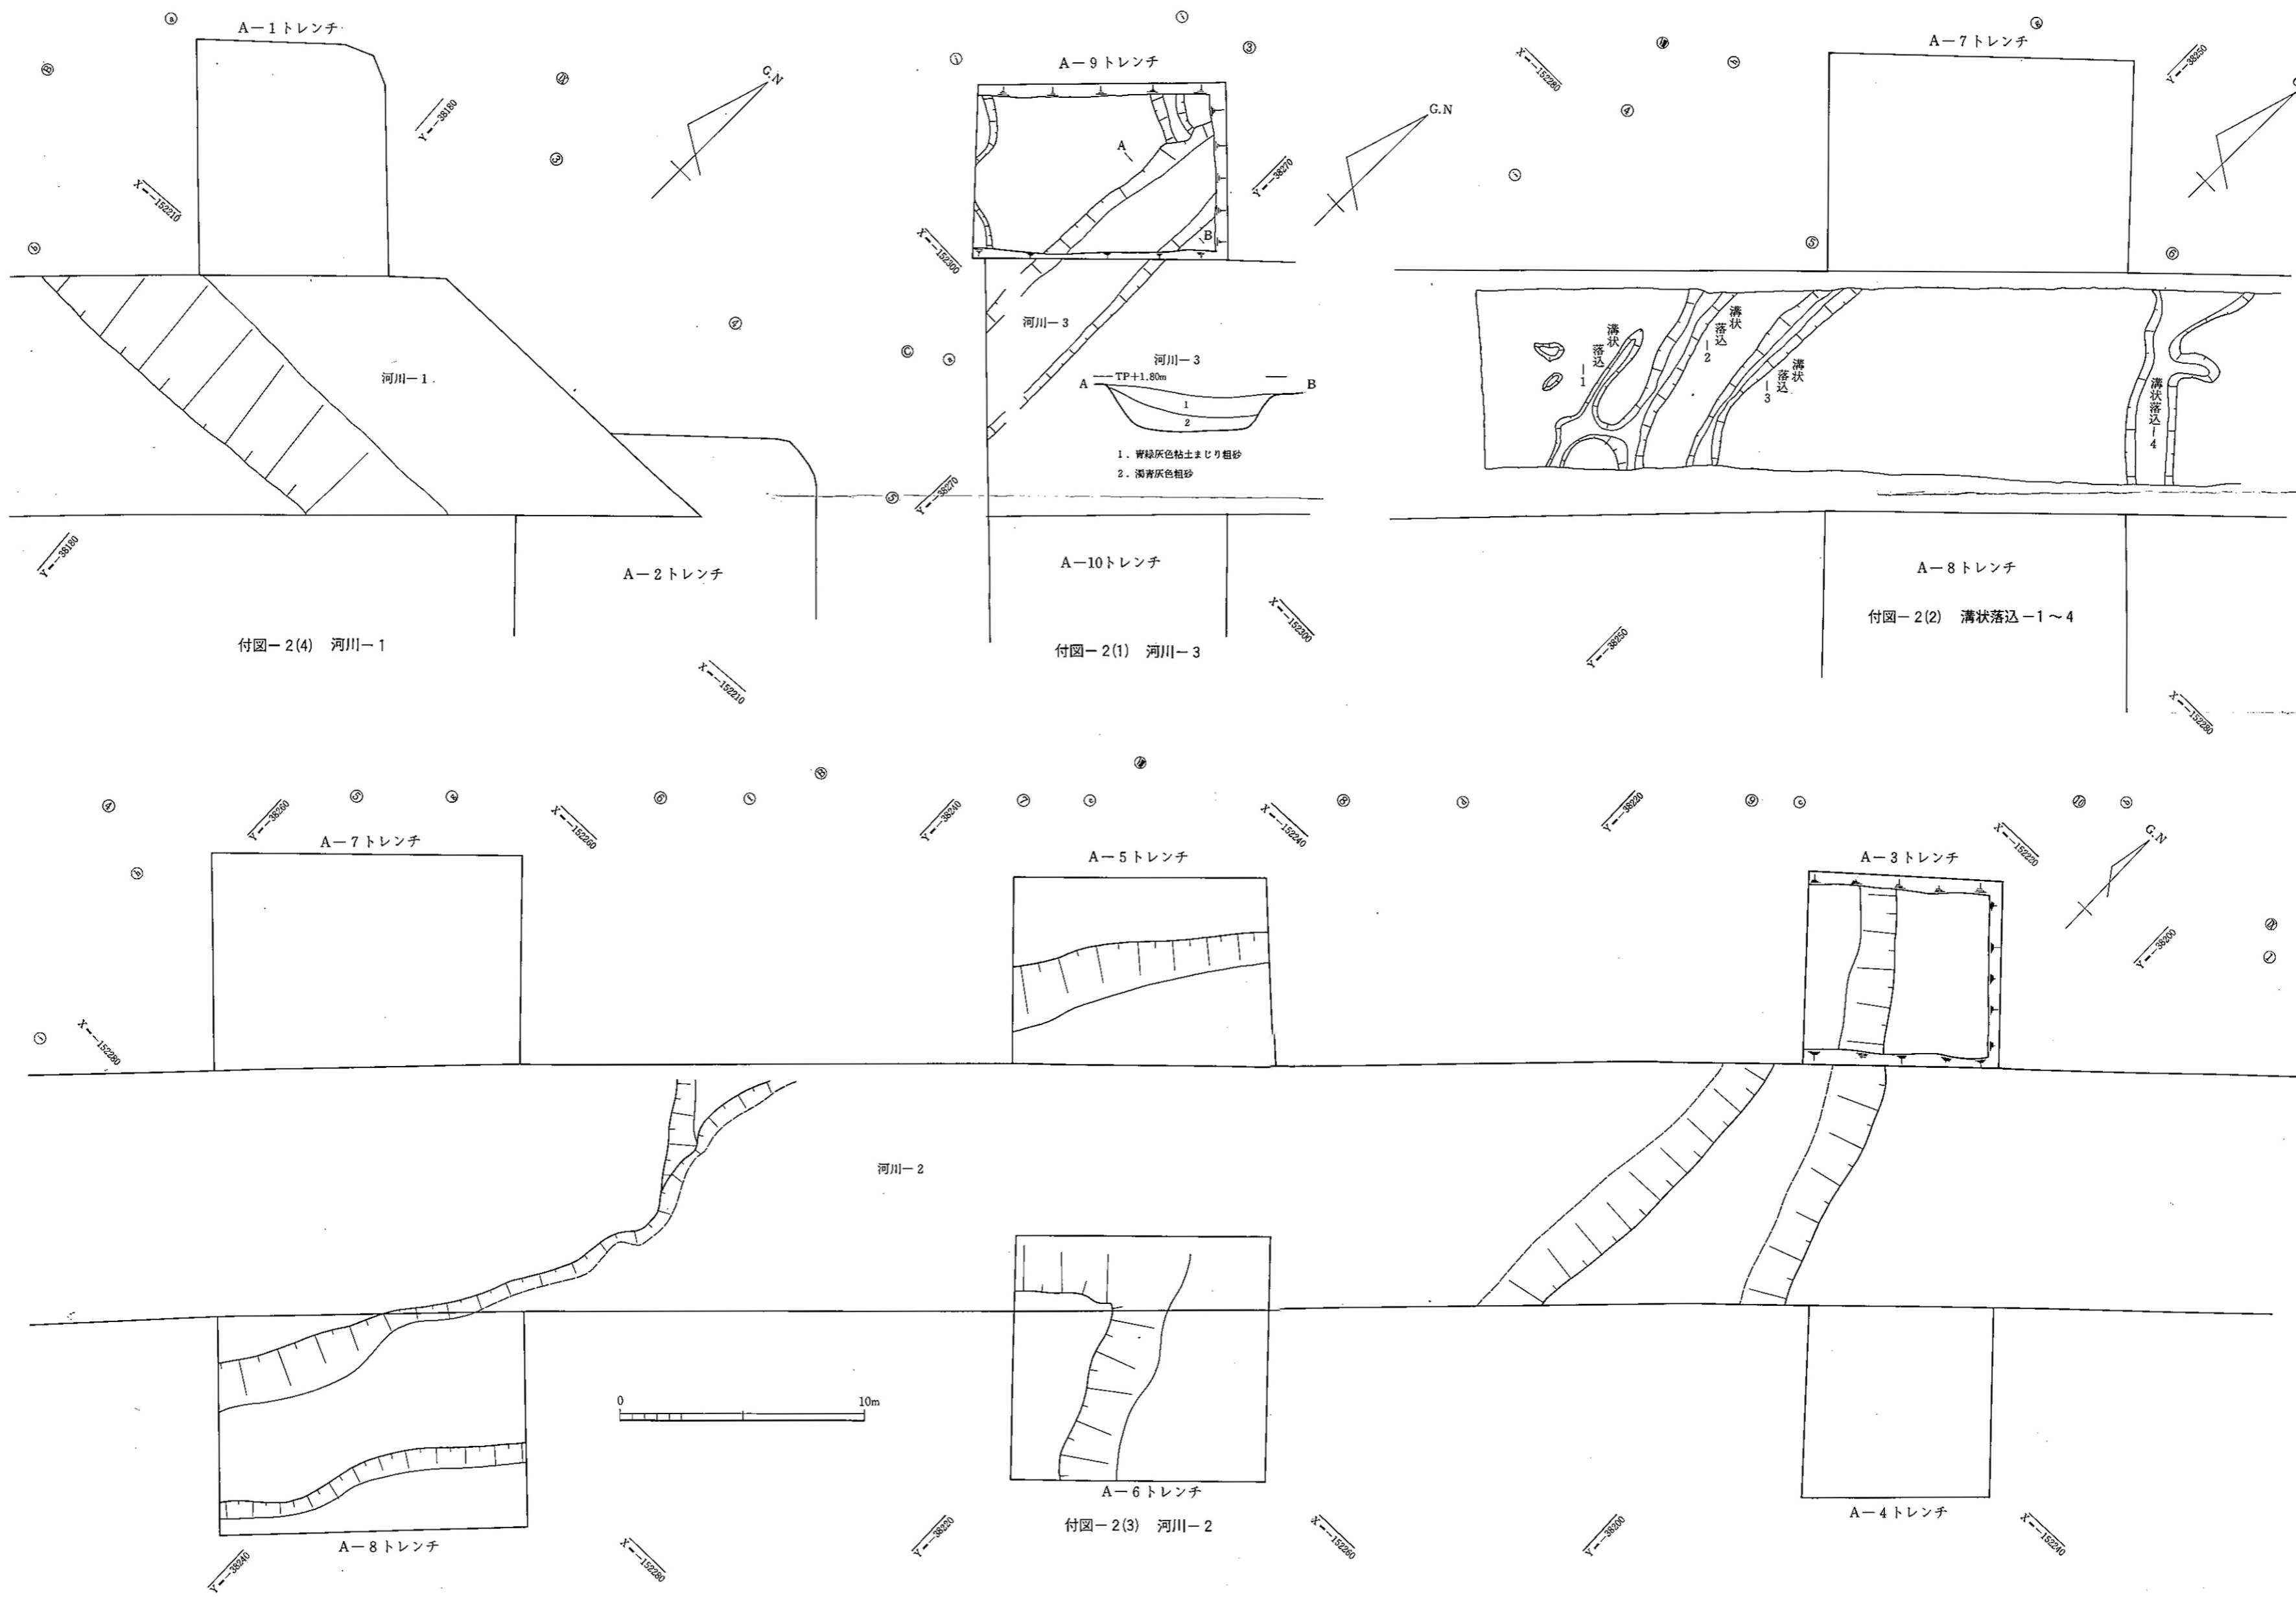 A－1トレンチ
G.N
Y=-38180
X=-152210
河川－1
A－2トレンチ
Y=-38180
付図－2(4) 河川－1
X=-152210
A－9トレンチ
G.N
A
B
Y=-38270
X=-152300
河川－3
河川－3
TP+1.80m
A
B
1
2
1．青緑灰色粘土まじり粗砂
2．濁青灰色粗砂
Y=-38270
A－10トレンチ
X=-152300
付図－2(1) 河川－3
A－7トレンチ
X=-152280
Y=-38250
溝状落込－1
溝状落込－2
溝状落込－3
溝状落込－4
A－8トレンチ
付図－2(2) 溝状落込－1～4
Y=-38250
X=-152280
Y=-38260
A－7トレンチ
X=-152260
Y=-38240
A－5トレンチ
X=-152240
Y=-38220
A－3トレンチ
X=-152220
G.N
Y=-38200
X=-152280
河川－2
0
10m
A－8トレンチ
Y=-38240
X=-152280
Y=-38220
A－6トレンチ
付図－2(3) 河川－2
X=-152260
Y=-38200
A－4トレンチ
X=-152240